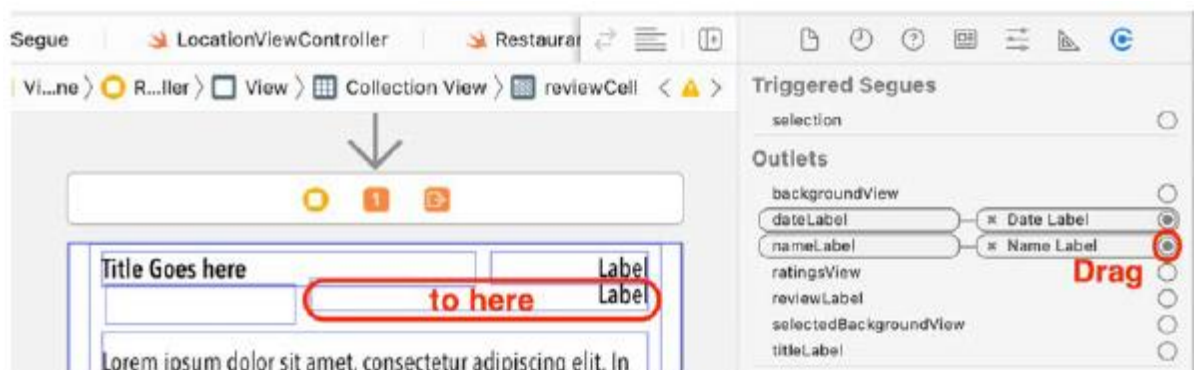 Segue LocationViewController Restaurar
Vi...ne R...ller View Collection View reviewCell
Triggered Segues
selection
Outlets
backgroundView
dateLabel × Date Label
nameLabel × Name Label
Drag
ratingsView
reviewLabel
selectedBackgroundView
titleLabel
1
Title Goes here Label
Label
to here
Lorem ipsum dolor sit amet, consectetur adipiscing elit. In